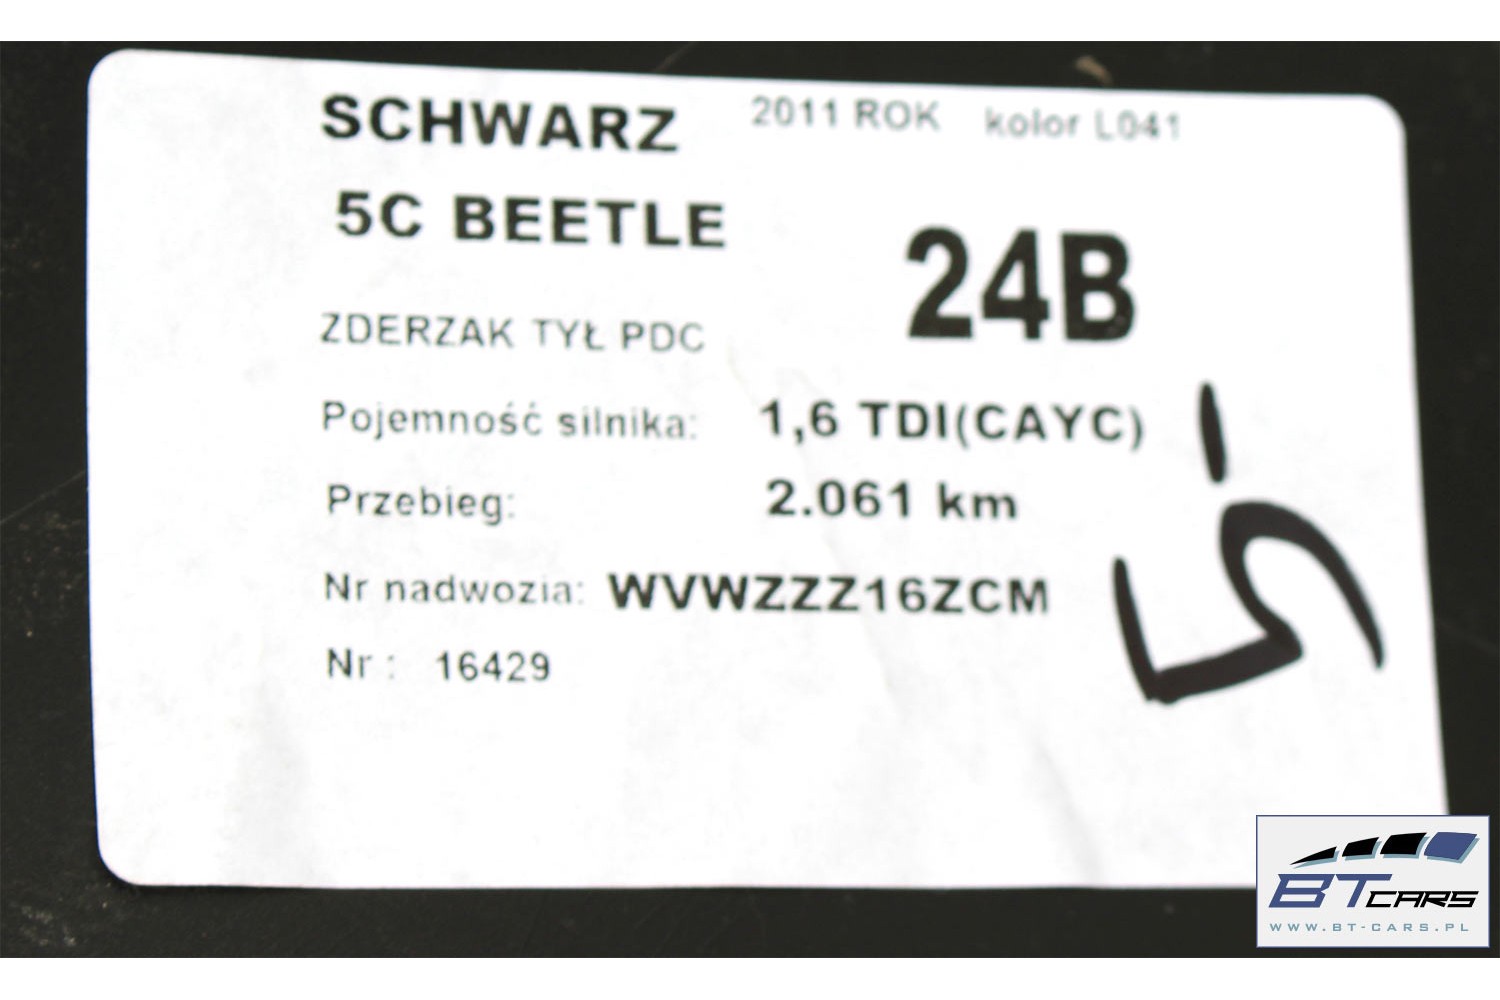 SCHWARZ 2011 ROK kolor L041
5C BEETLE
24B
ZDERZAK TYŁ PDC
Pojemność silnika: 1,6 TDI(CAYC)
Przebieg: 2.061 km
Nr nadwozia: WVWZZZ16ZCM
Nr : 16429
BT CARS
WWW.BT-CARS.PL